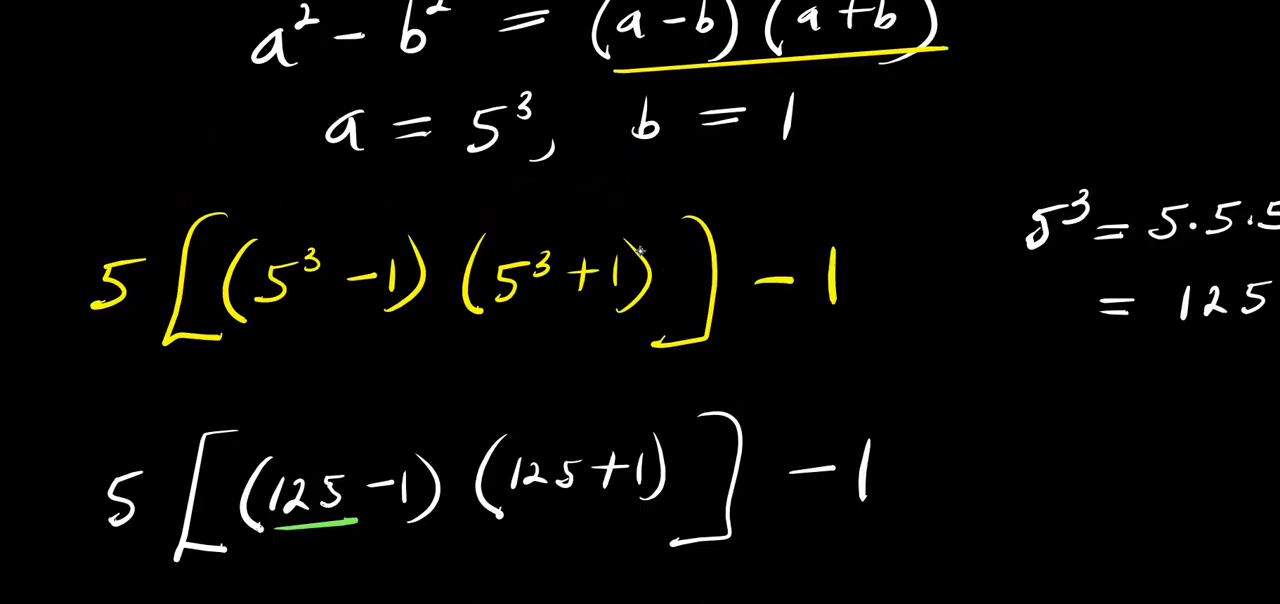 a² - b² = (a-b)(a+b)
a = 5³, b = 1
5[(5³-1)(5³+1)] - 1
5³ = 5.5.5
= 125
5[(125-1)(125+1)] - 1